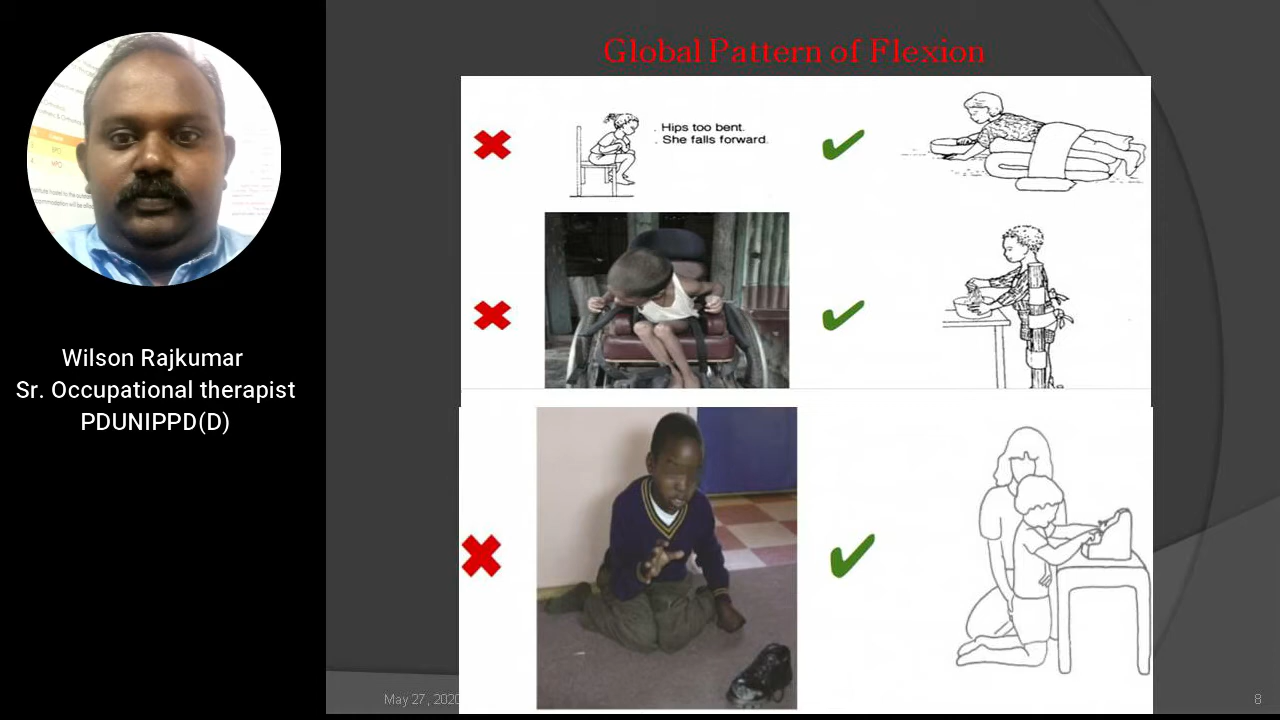 Global Pattern of Flexion
. Hips too bent.
. She falls forward.
Wilson Rajkumar
Sr. Occupational therapist
PDUNIPPD(D)
May 27, 2020
8